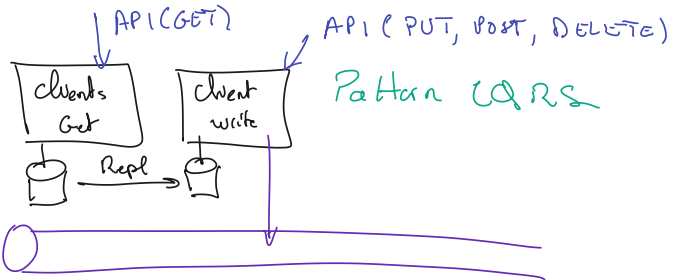 API(GET)
API ( PUT, POST, DELETE)
Clients
Get
Client
write
Pattern CQRS
Repl